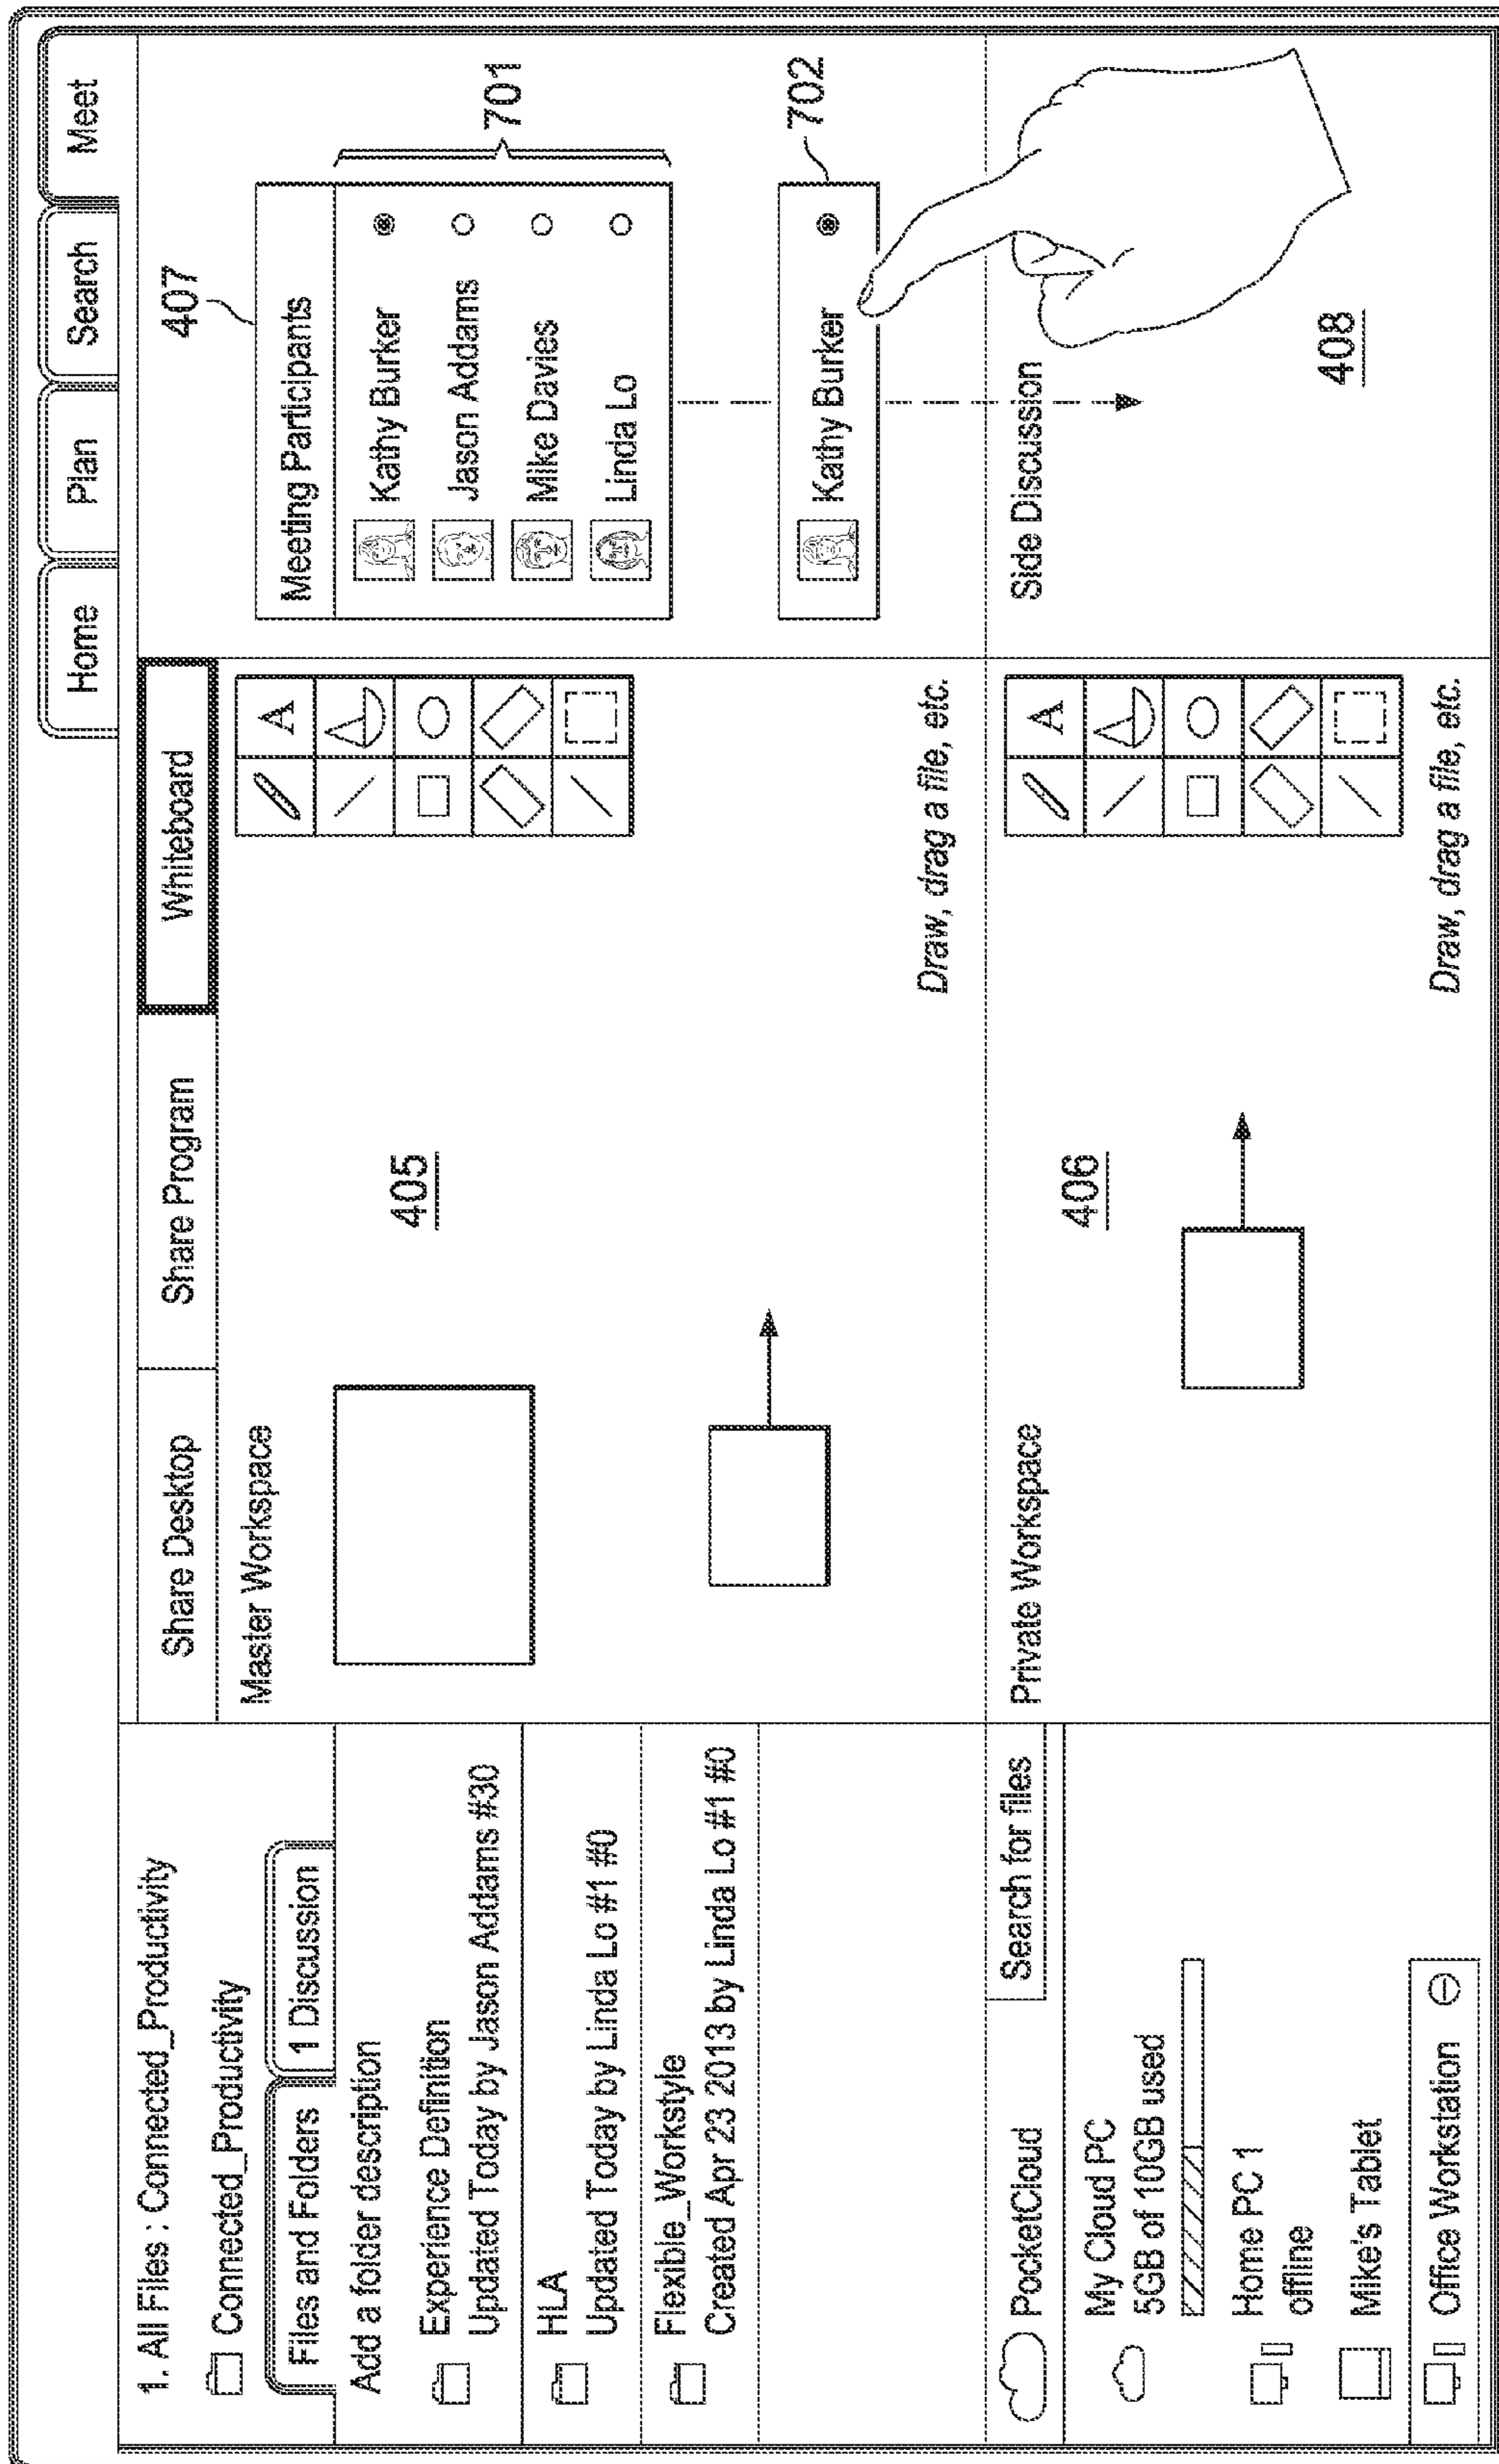 Home
Plan
Search
Meet
1. All Files : Connected_Productivity
Connected_Productivity
Files and Folders
1 Discussion
Add a folder description
Experience Definition
Updated Today by Jason Addams #30
HLA
Updated Today by Linda Lo #1 #0
Flexible_Workstyle
Created Apr 23 2013 by Linda Lo #1 #0
PocketCloud
Search for files
My Cloud PC
5GB of 10GB used
Home PC 1
offline
Mike's Tablet
Office Workstation
Share Desktop
Share Program
Whiteboard
Master Workspace
A
405
Draw, drag a file, etc.
Private Workspace
A
406
Draw, drag a file, etc.
407
Meeting Participants
Kathy Burker
Jason Addams
Mike Davies
Linda Lo
701
702
Kathy Burker
Side Discussion
408